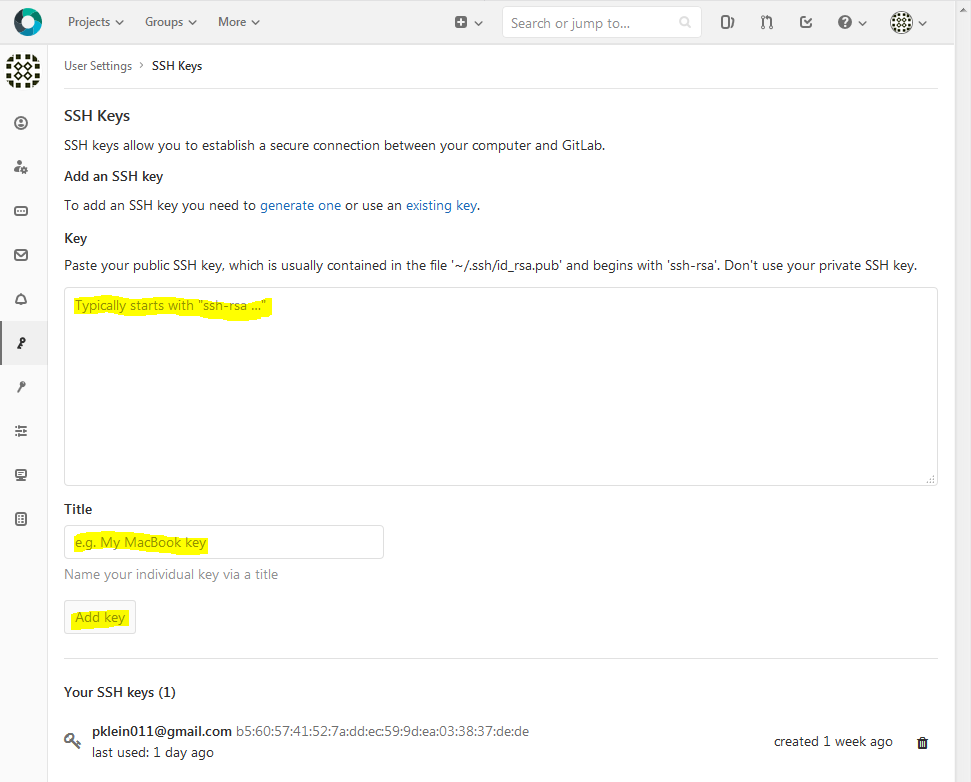 Projects Groups More Search or jump to...
User Settings › SSH Keys
SSH Keys
SSH keys allow you to establish a secure connection between your computer and GitLab.
Add an SSH key
To add an SSH key you need to generate one or use an existing key.
Key
Paste your public SSH key, which is usually contained in the file '~/.ssh/id_rsa.pub' and begins with 'ssh-rsa'. Don't use your private SSH key.
Typically starts with "ssh-rsa ..."
Title
e.g. My MacBook key
Name your individual key via a title
Add key
Your SSH keys (1)
pklein011@gmail.com b5:60:57:41:52:7a:dd:ec:59:9d:ea:03:38:37:de:de
last used: 1 day ago
created 1 week ago